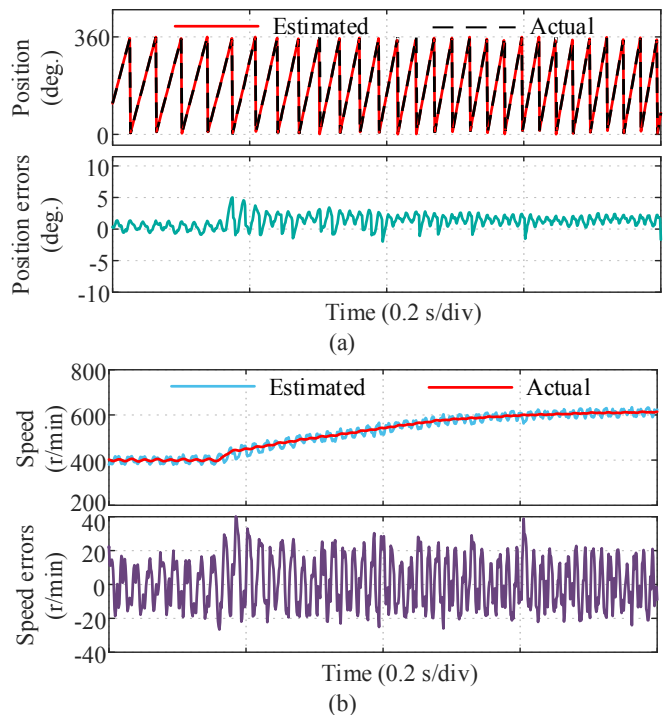 Estimated
Actual
360
0
Position
(deg.)
10
5
0
-5
-10
Position errors
(deg.)
Time (0.2 s/div)
(a)
800
600
400
200
Speed
(r/min)
Estimated
Actual
40
20
0
-20
-40
Speed errors
(r/min)
Time (0.2 s/div)
(b)